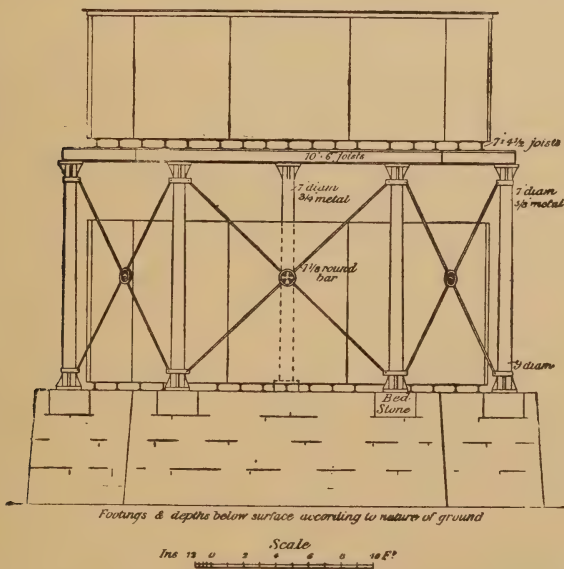 7 × 4½ joists
10" · 6" joists
7" diam
¾ metal
7" diam
⅝ metal
1⅛ round
bar
9 diam
Bed
Stone
Footings & depths below surface according to nature of ground
Scale
Ins 12 0 2 4 6 8 10 Ft